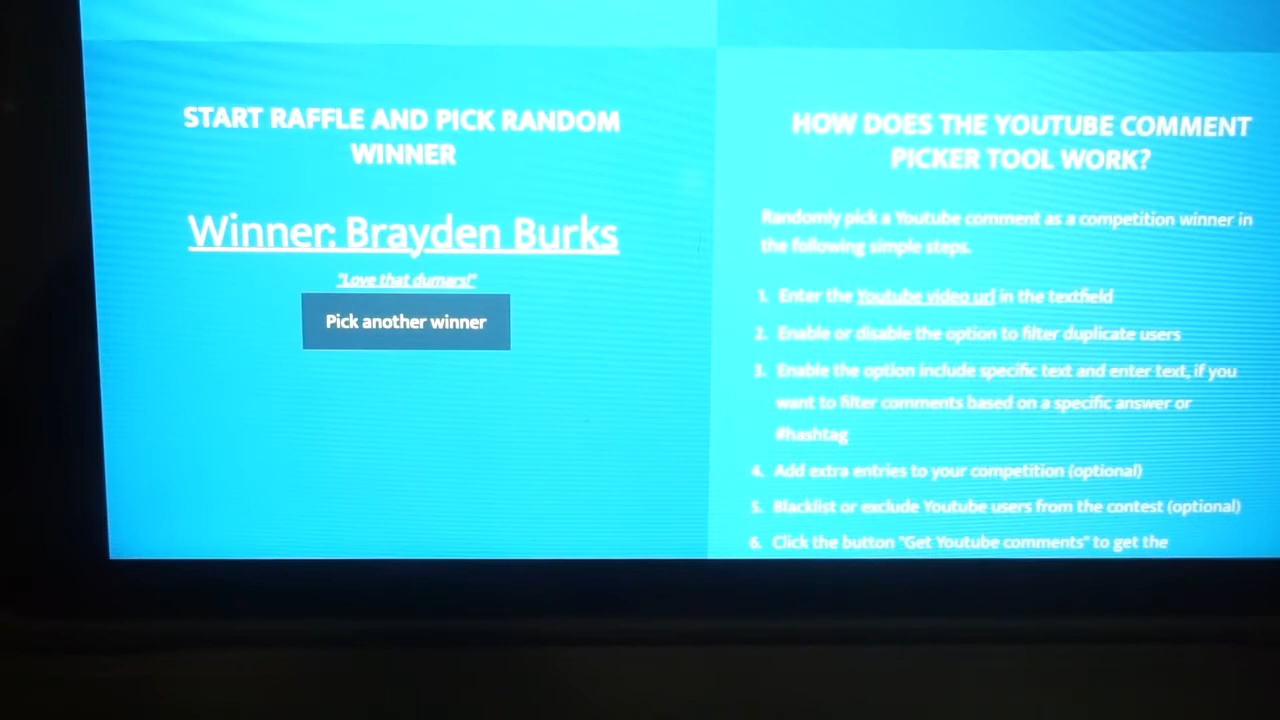 START RAFFLE AND PICK RANDOM
WINNER
Winner: Brayden Burks
"Love that dumars!"
Pick another winner
HOW DOES THE YOUTUBE COMMENT
PICKER TOOL WORK?
Randomly pick a Youtube comment as a competition winner in
the following simple steps.
1. Enter the Youtube video url in the textfield
2. Enable or disable the option to filter duplicate users
3. Enable the option include specific text and enter text, if you
want to filter comments based on a specific answer or
#hashtag
4. Add extra entries to your competition (optional)
5. Blacklist or exclude Youtube users from the contest (optional)
6. Click the button "Get Youtube comments" to get the